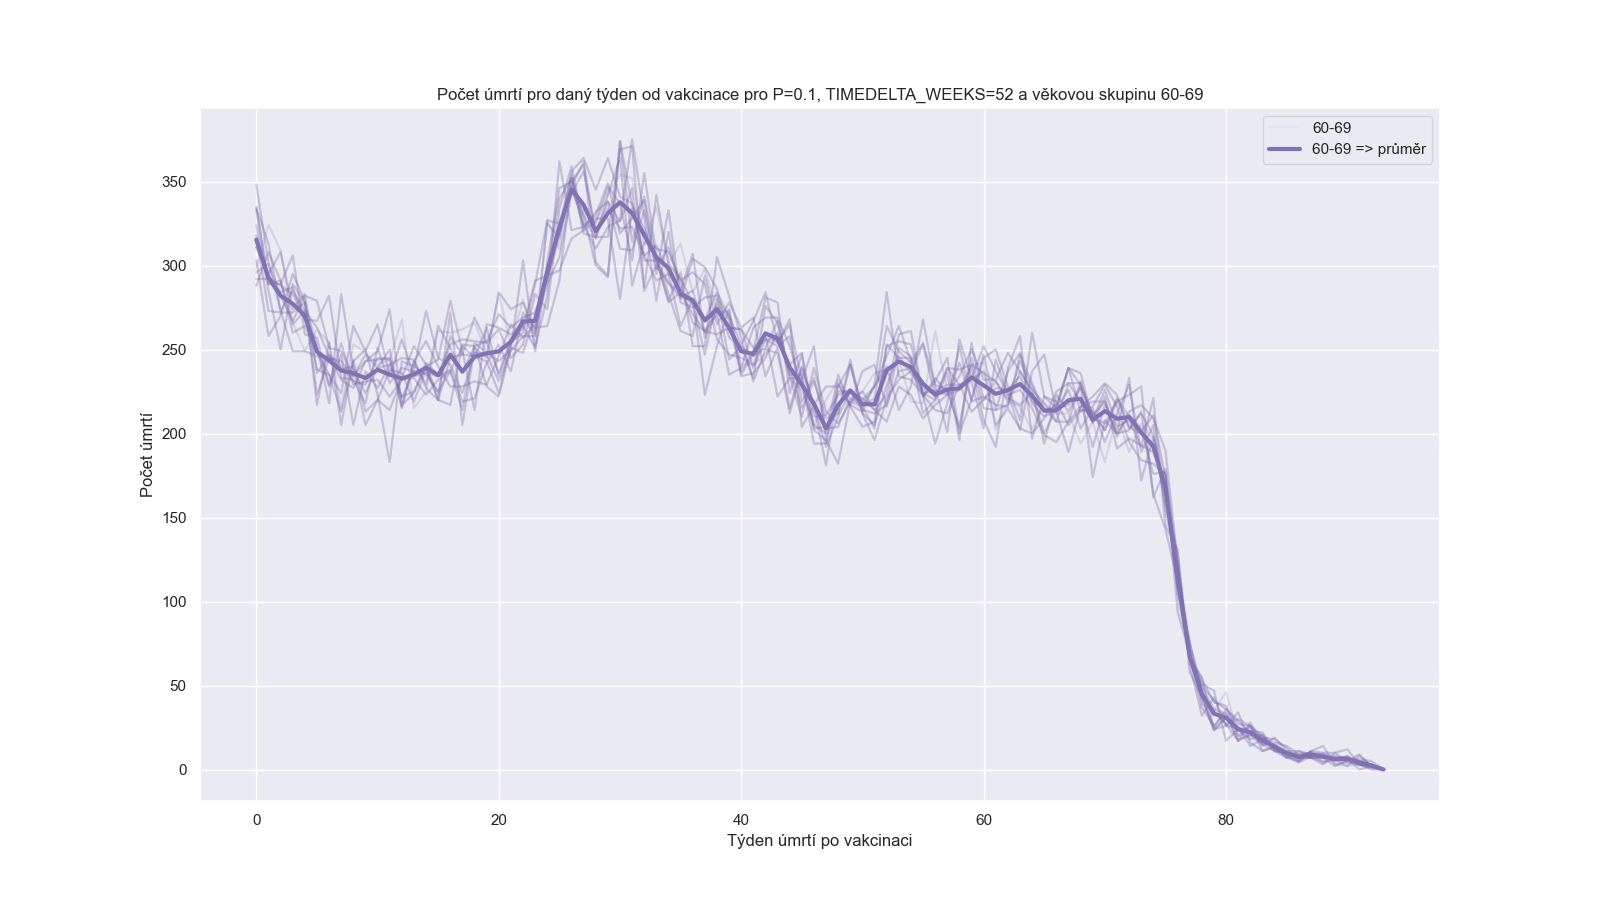 Počet úmrtí pro daný týden od vakcinace pro P=0.1, TIMEDELTA_WEEKS=52 a věkovou skupinu 60-69
60-69
60-69 => průměr
Počet úmrtí
350
300
250
200
150
100
50
0
0 20 40 60 80
Týden úmrtí po vakcinaci